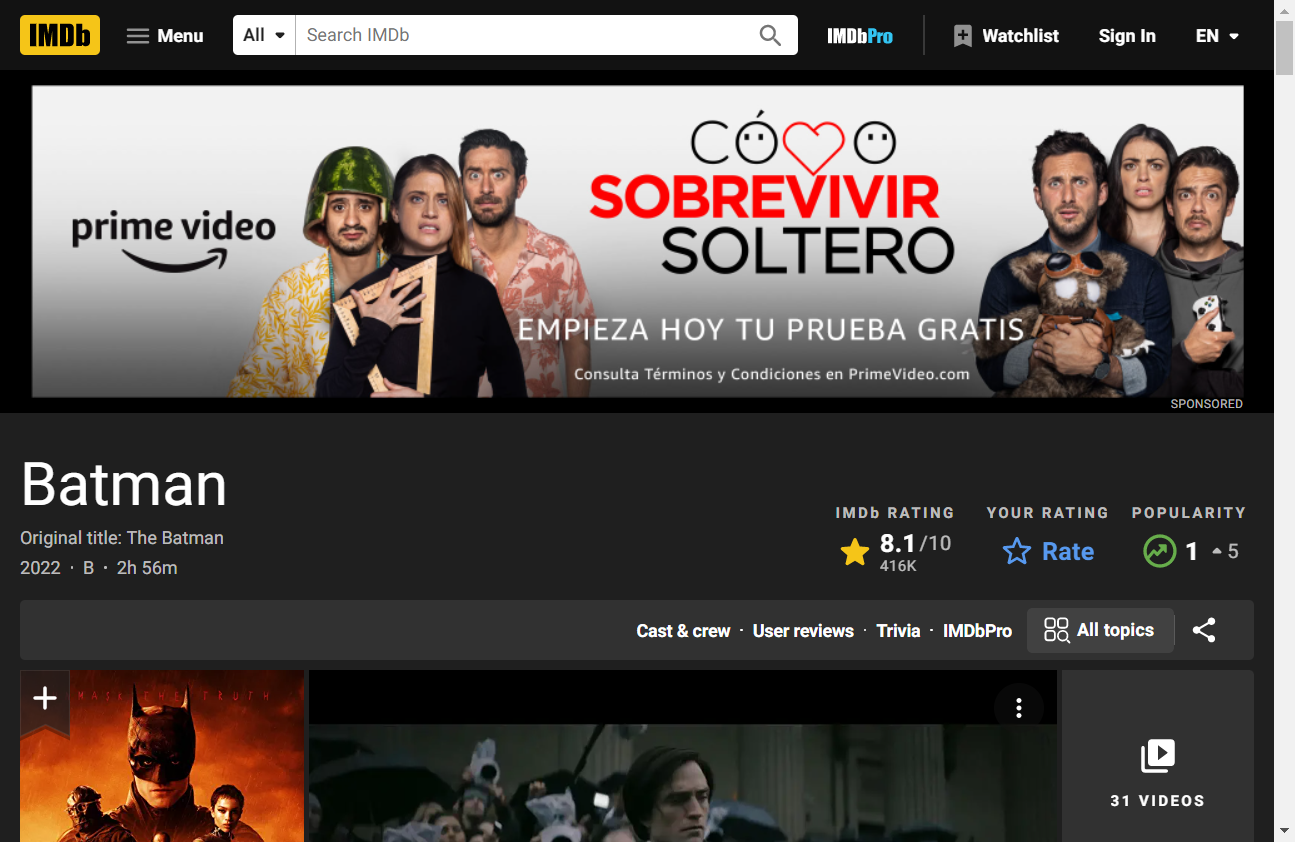 IMDb
Menu
All
Search IMDb
IMDbPro
Watchlist
Sign In
EN
prime video
CÓMO
SOBREVIVIR
SOLTERO
EMPIEZA HOY TU PRUEBA GRATIS
Consulta Términos y Condiciones en PrimeVideo.com
SPONSORED
Batman
Original title: The Batman
2022 · B · 2h 56m
IMDb RATING
8.1/10
416K
YOUR RATING
Rate
POPULARITY
1
5
Cast & crew · User reviews · Trivia · IMDbPro
All topics
MASK THE TRUTH
31 VIDEOS